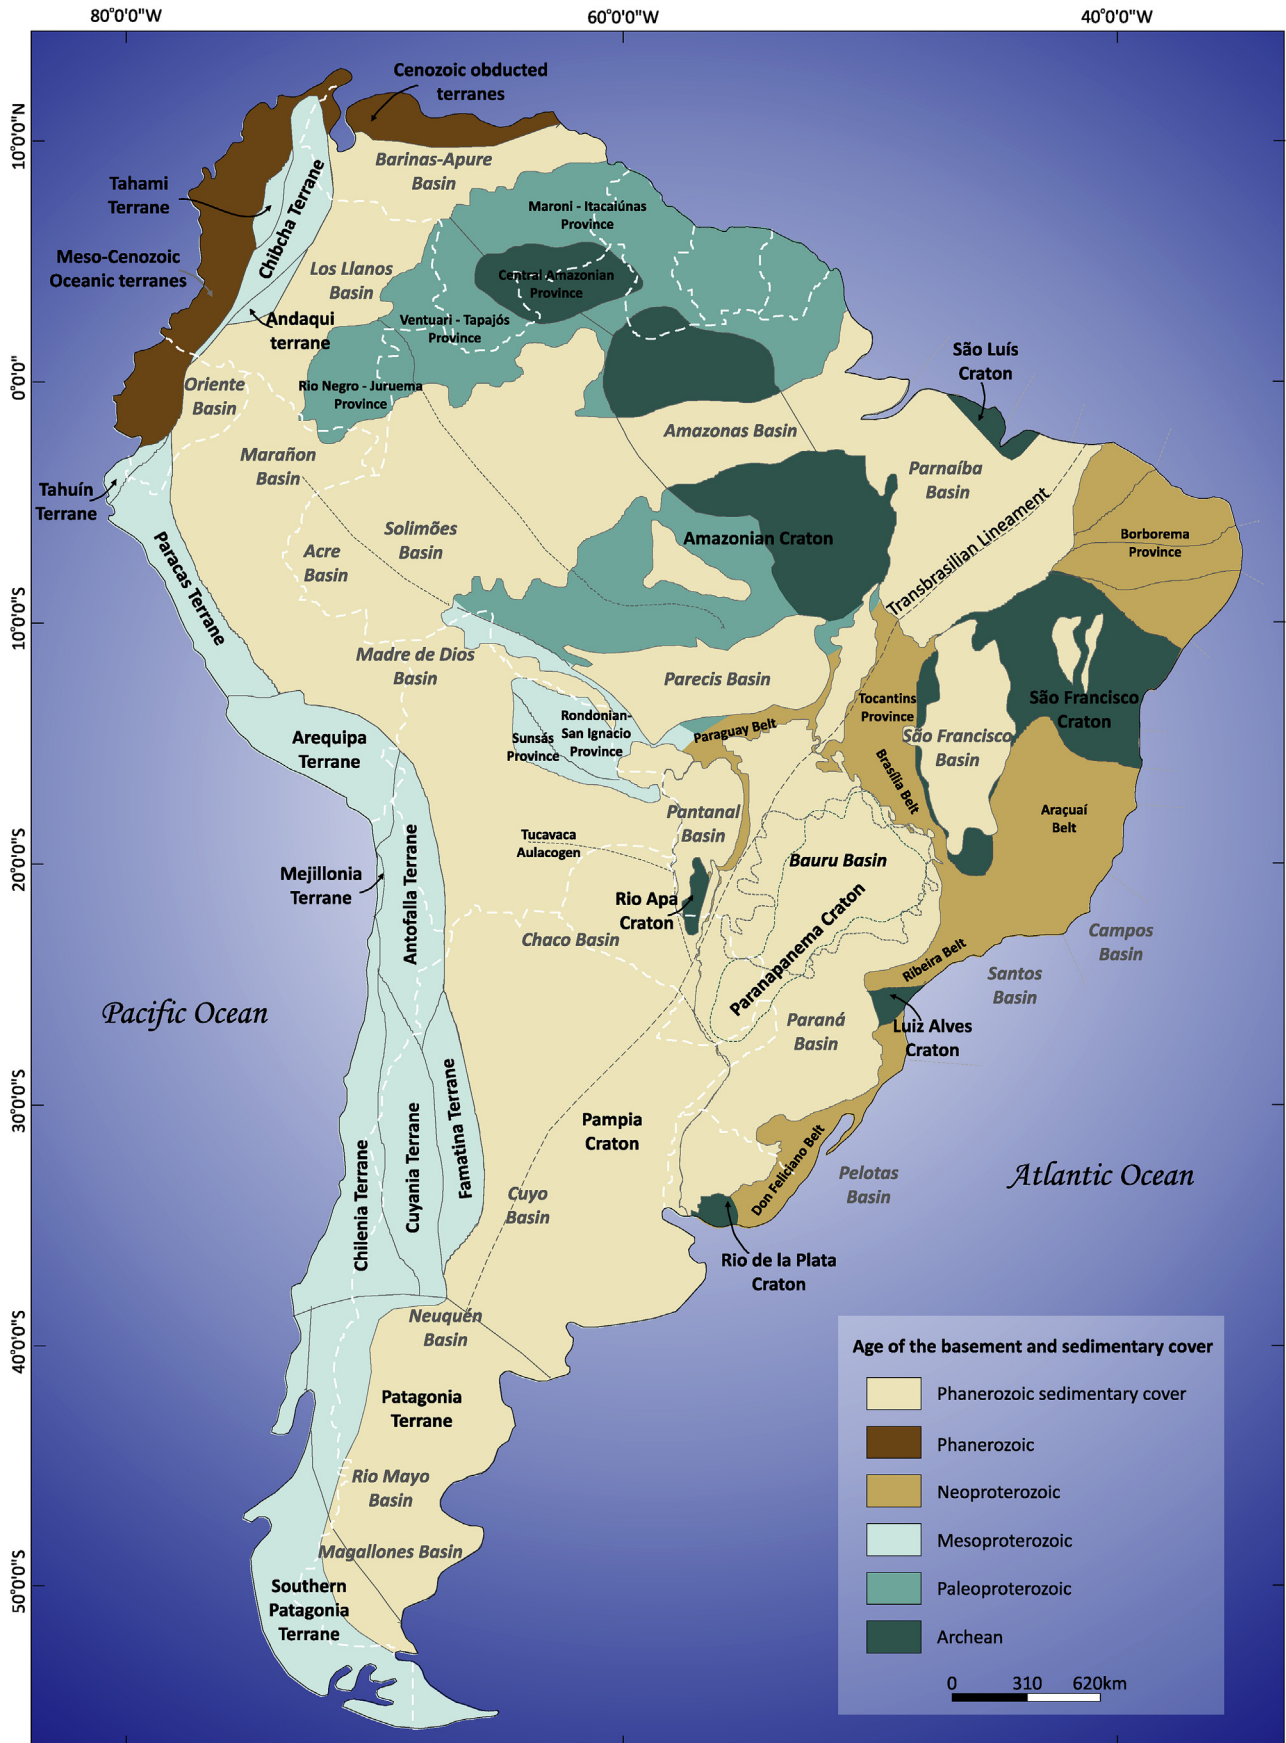 80°0'0"W
60°0'0"W
40°0'0"W
10°0'0"N
0°0'0"
10°0'0"S
20°0'0"S
30°0'0"S
40°0'0"S
50°0'0"S
Cenozoic obducted
terranes
Barinas-Apure
Basin
Tahami
Terrane
Chibcha Terrane
Meso-Cenozoic
Oceanic terranes
Los Llanos
Basin
Andaqui
terrane
Maroni - Itacaiúnas
Province
Central Amazonian
Province
Ventuari - Tapajós
Province
Rio Negro - Juruema
Province
São Luís
Craton
Oriente
Basin
Amazonas Basin
Marañon
Basin
Parnaíba
Basin
Tahuín
Terrane
Solimões
Basin
Acre
Basin
Amazonian Craton
Transbrasilian Lineament
Borborema
Province
Paracas Terrane
Madre de Dios
Basin
Parecis Basin
Tocantins
Province
São Francisco
Craton
São Francisco
Basin
Arequipa
Terrane
Sunsás
Province
Rondonian-
San Ignacio
Province
Paraguay Belt
Brasília Belt
Araçuaí
Belt
Pantanal
Basin
Tucavaca
Aulacogen
Bauru Basin
Mejillonia
Terrane
Antofalla Terrane
Rio Apa
Craton
Chaco Basin
Paranapanema Craton
Ribeira Belt
Campos
Basin
Santos
Basin
Pacific Ocean
Paraná
Basin
Luiz Alves
Craton
Chilenia Terrane
Cuyania Terrane
Famatina Terrane
Pampia
Craton
Cuyo
Basin
Don Feliciano Belt
Pelotas
Basin
Atlantic Ocean
Rio de la Plata
Craton
Neuquén
Basin
Patagonia
Terrane
Rio Mayo
Basin
Magallones Basin
Southern
Patagonia
Terrane
Age of the basement and sedimentary cover
Phanerozoic sedimentary cover
Phanerozoic
Neoproterozoic
Mesoproterozoic
Paleoproterozoic
Archean
0 310 620km